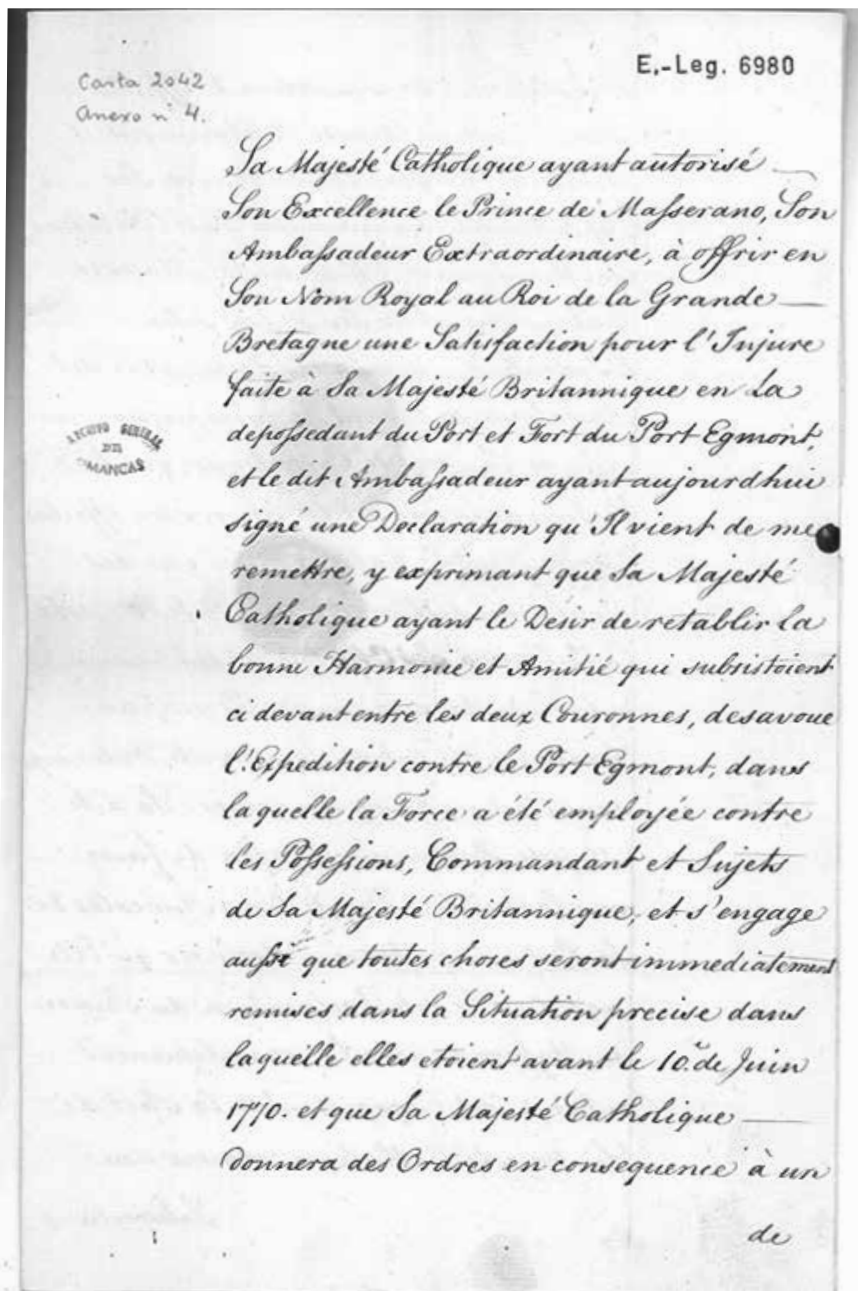 E,-Leg. 6980
Carta 2042
Anexo nº 4.
Sa Majesté Catholique ayant autorisé
Son Excellence le Prince de Masserano, Son
Ambassadeur Extraordinaire, à offrir en
Son Nom Royal au Roi de la Grande
Bretagne une Satisfaction pour l'Injure
faite a Sa Majesté Britannique en La
depossedant du Port et Fort du Port Egmont,
et le dit Ambassadeur ayant aujourdhui
signé une Declaration qu'Il vient de me
remettre, y exprimant que Sa Majesté
Catholique ayant le Desir de retablir la
bonne Harmonie et Amitié qui subsistoient
ci devant entre les deux Couronnes, desavoue
l'Expedition contre le Port Egmont, dans
laquelle la Force a été employée contre
les Possessions, Commandant et Sujets
de Sa Majesté Britannique, et s'engage
aussi que toutes choses seront immediatement
remises dans la Situation precise dans
laquelle elles etoient avant le 10.e de Juin
1770. et que Sa Majesté Catholique
donnera des Ordres en consequence à un
de
ARCHIVO GENERAL
DE
SIMANCAS